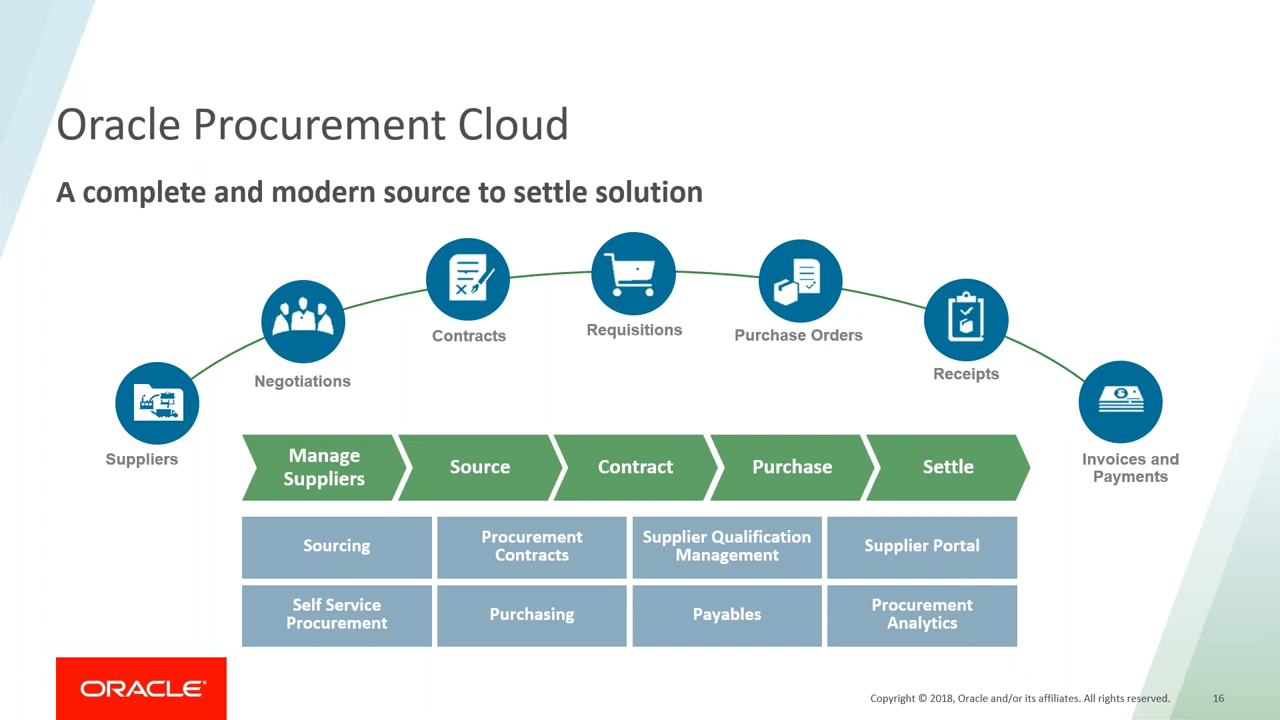 Oracle Procurement Cloud
A complete and modern source to settle solution
Suppliers
Negotiations
Contracts
Requisitions
Purchase Orders
Receipts
Invoices and
Payments
Manage
Suppliers
Source
Contract
Purchase
Settle
Sourcing
Procurement
Contracts
Supplier Qualification
Management
Supplier Portal
Self Service
Procurement
Purchasing
Payables
Procurement
Analytics
ORACLE®
Copyright © 2018, Oracle and/or its affiliates. All rights reserved.
16